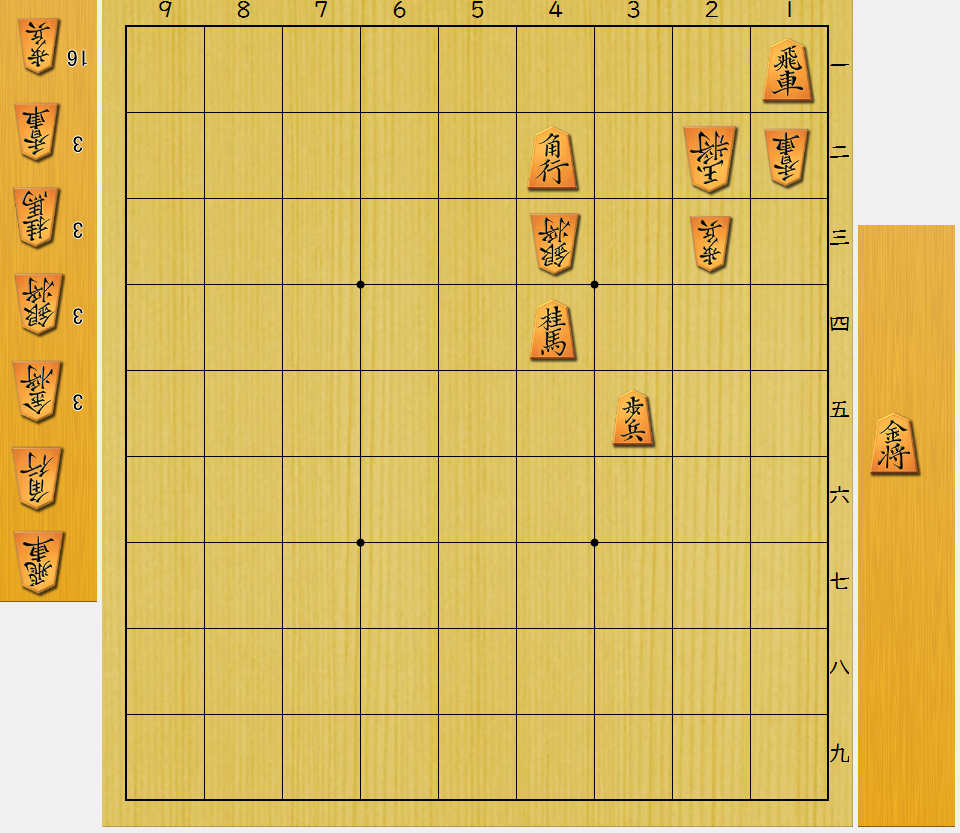 9 8 7 6 5 4 3 2 1
一
二
三
四
五
六
七
八
九
飛車
角行
玉将
香車
銀将
歩兵
桂馬
歩兵
歩兵 16
香車 3
桂馬 3
銀将 3
金将 3
角行
飛車
金将